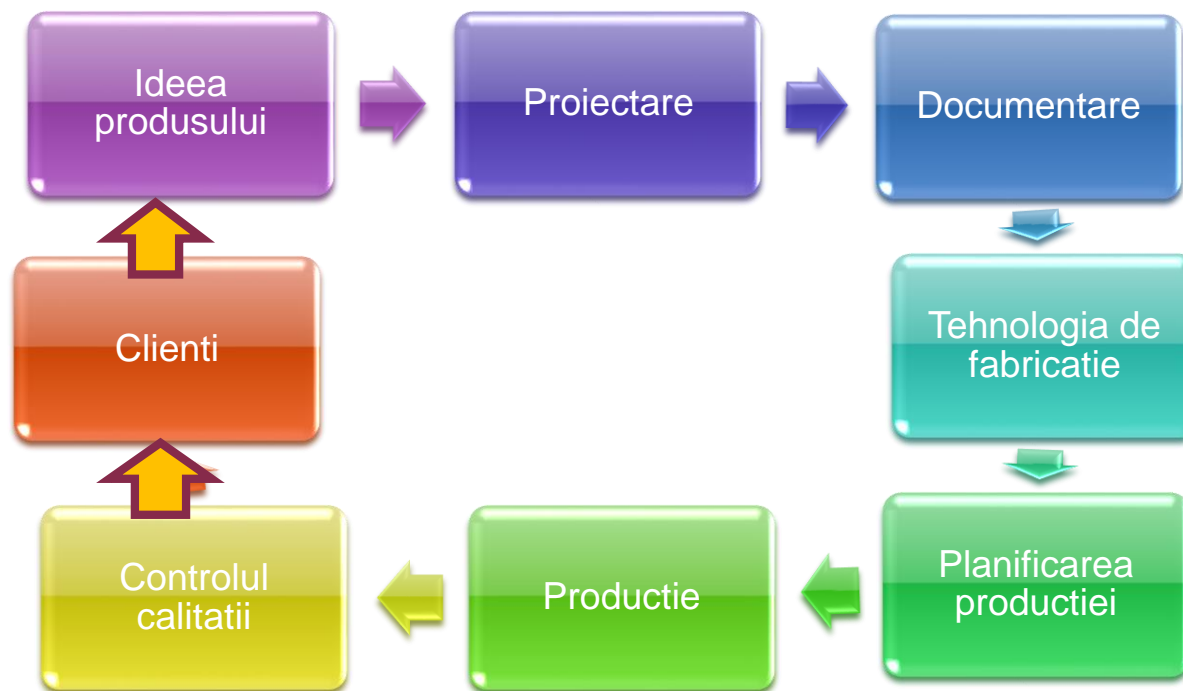 Ideea
produsului
Proiectare
Documentare
Tehnologia de
fabricatie
Planificarea
productiei
Productie
Controlul
calitatii
Clienti